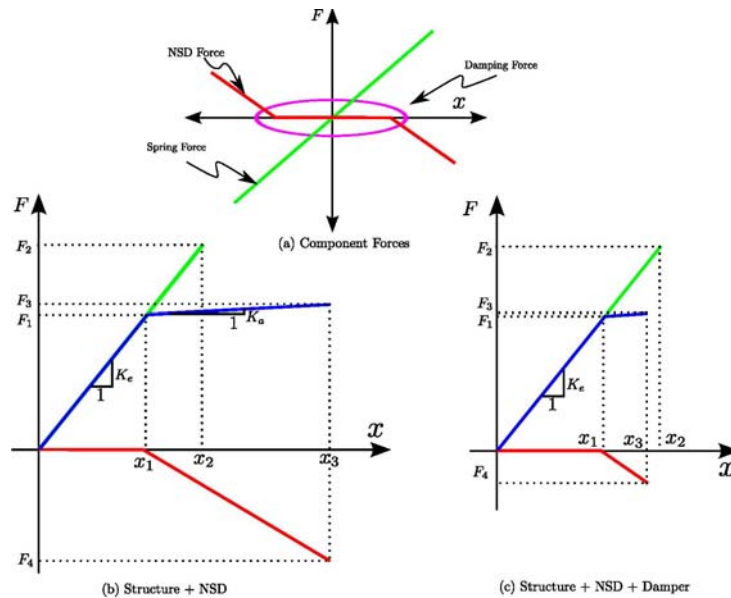 F
NSD Force
Damping Force
x
Spring Force
(a) Component Forces
F
F2
F3
F1
Ka
1
Ke
1
x
x1
x2
x3
F4
(b) Structure + NSD
F
F2
F3
F1
Ke
1
x1
x3
x2
x
F4
(c) Structure + NSD + Damper